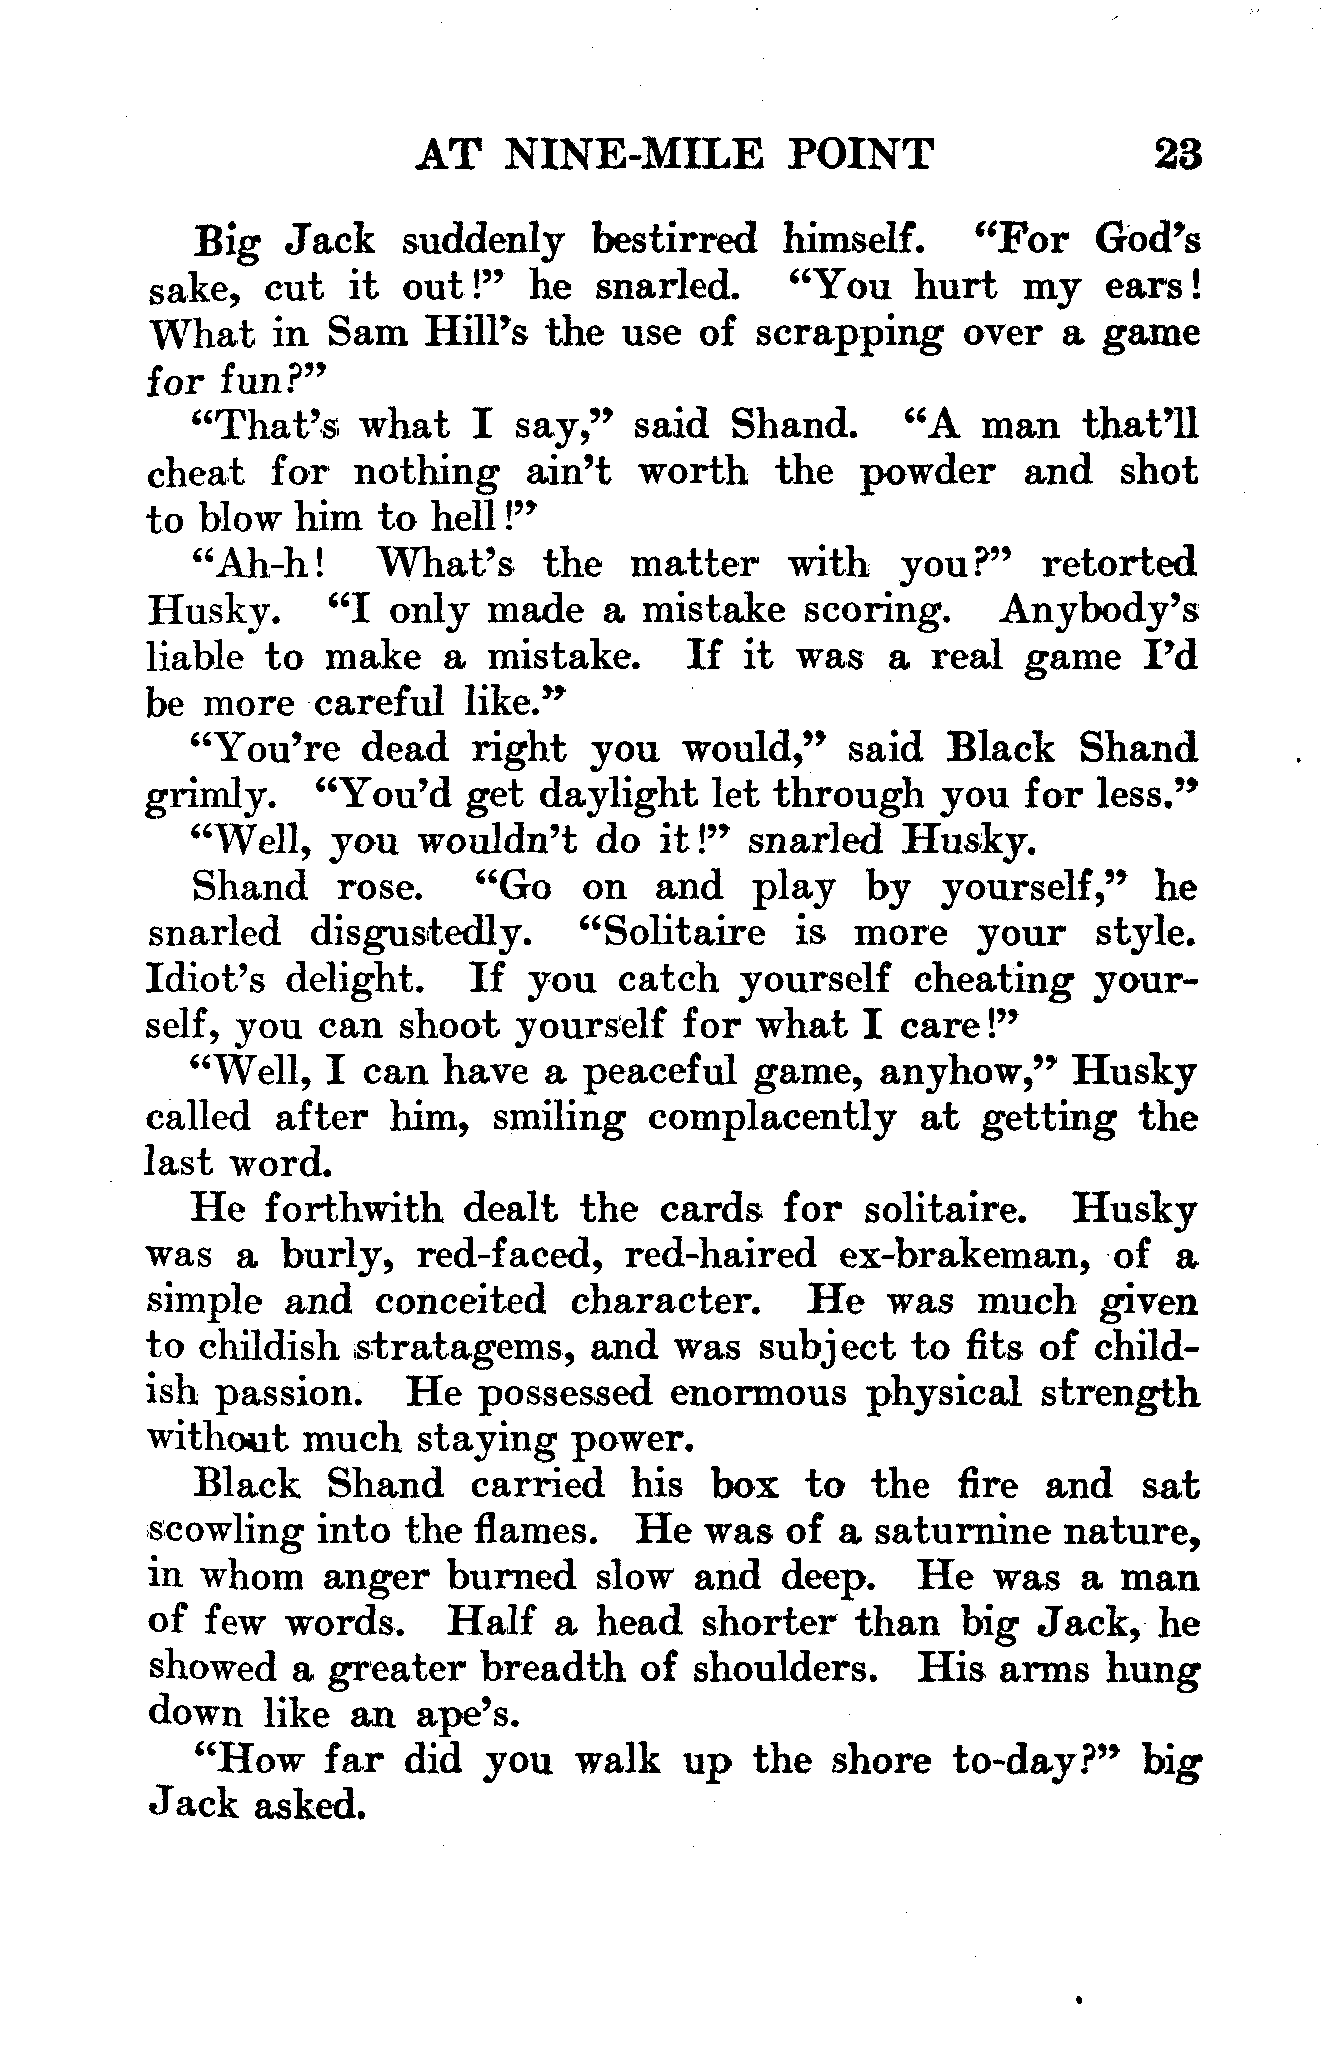 AT NINE-MILE POINT 23
Big Jack suddenly bestirred himself. “For God’s
sake, cut it out!” he snarled. “You hurt my ears!
What in Sam Hill’s the use of scrapping over a game
for fun?”
“That’s what I say,” said Shand. “A man that’ll
cheat for nothing ain’t worth the powder and shot
to blow him to hell!”
“Ah-h! What’s the matter with you?” retorted
Husky. “I only made a mistake scoring. Anybody’s
liable to make a mistake. If it was a real game I’d
be more careful like.”
“You’re dead right you would,” said Black Shand
grimly. “You’d get daylight let through you for less.”
“Well, you wouldn’t do it!” snarled Husky.
Shand rose. “Go on and play by yourself,” he
snarled disgustedly. “Solitaire is more your style.
Idiot’s delight. If you catch yourself cheating your-
self, you can shoot yourself for what I care!”
“Well, I can have a peaceful game, anyhow,” Husky
called after him, smiling complacently at getting the
last word.
He forthwith dealt the cards for solitaire. Husky
was a burly, red-faced, red-haired ex-brakeman, of a
simple and conceited character. He was much given
to childish stratagems, and was subject to fits of child-
ish passion. He possessed enormous physical strength
without much staying power.
Black Shand carried his box to the fire and sat
scowling into the flames. He was of a saturnine nature,
in whom anger burned slow and deep. He was a man
of few words. Half a head shorter than big Jack, he
showed a greater breadth of shoulders. His arms hung
down like an ape’s.
“How far did you walk up the shore to-day?” big
Jack asked.